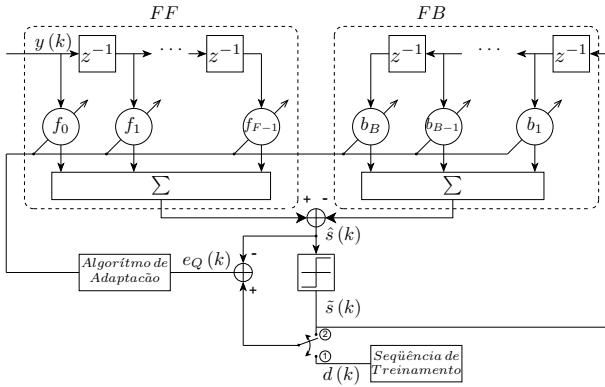 FF
FB
y(k) z⁻¹ · · · z⁻¹
z⁻¹ · · · z⁻¹ z⁻¹
f₀ f₁ f_{F−1}
b_B b_{B−1} b₁
∑
∑
+ -
ŝ(k)
Algorítmo de
Adaptacão
e_Q(k)
-
+
s̃(k)
2
1
d(k)
Seqüência de
Treinamento